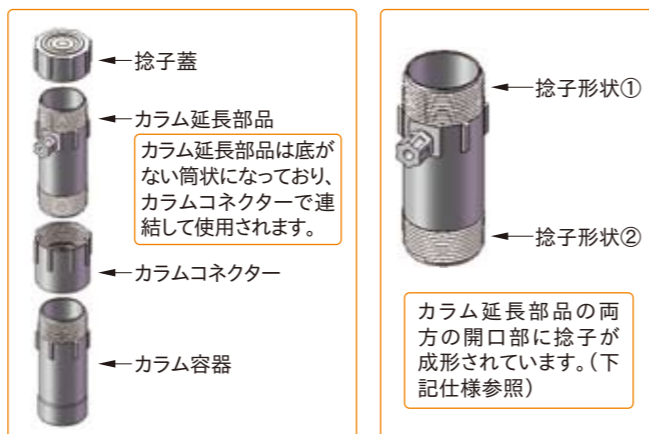 捻子蓋
カラム延長部品
カラム延長部品は底が
ない筒状になっており、
カラムコネクターで連
結して使用されます。
カラムコネクター
カラム容器
捻子形状①
捻子形状②
カラム延長部品の両
方の開口部に捻子が
成形されています。（下
記仕様参照）